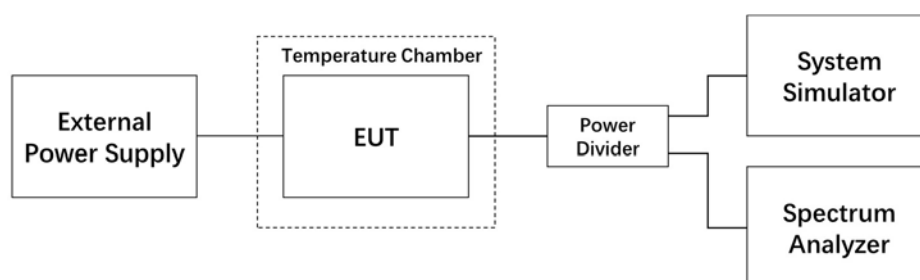 Temperature Chamber
External
Power Supply
EUT
Power
Divider
System
Simulator
Spectrum
Analyzer